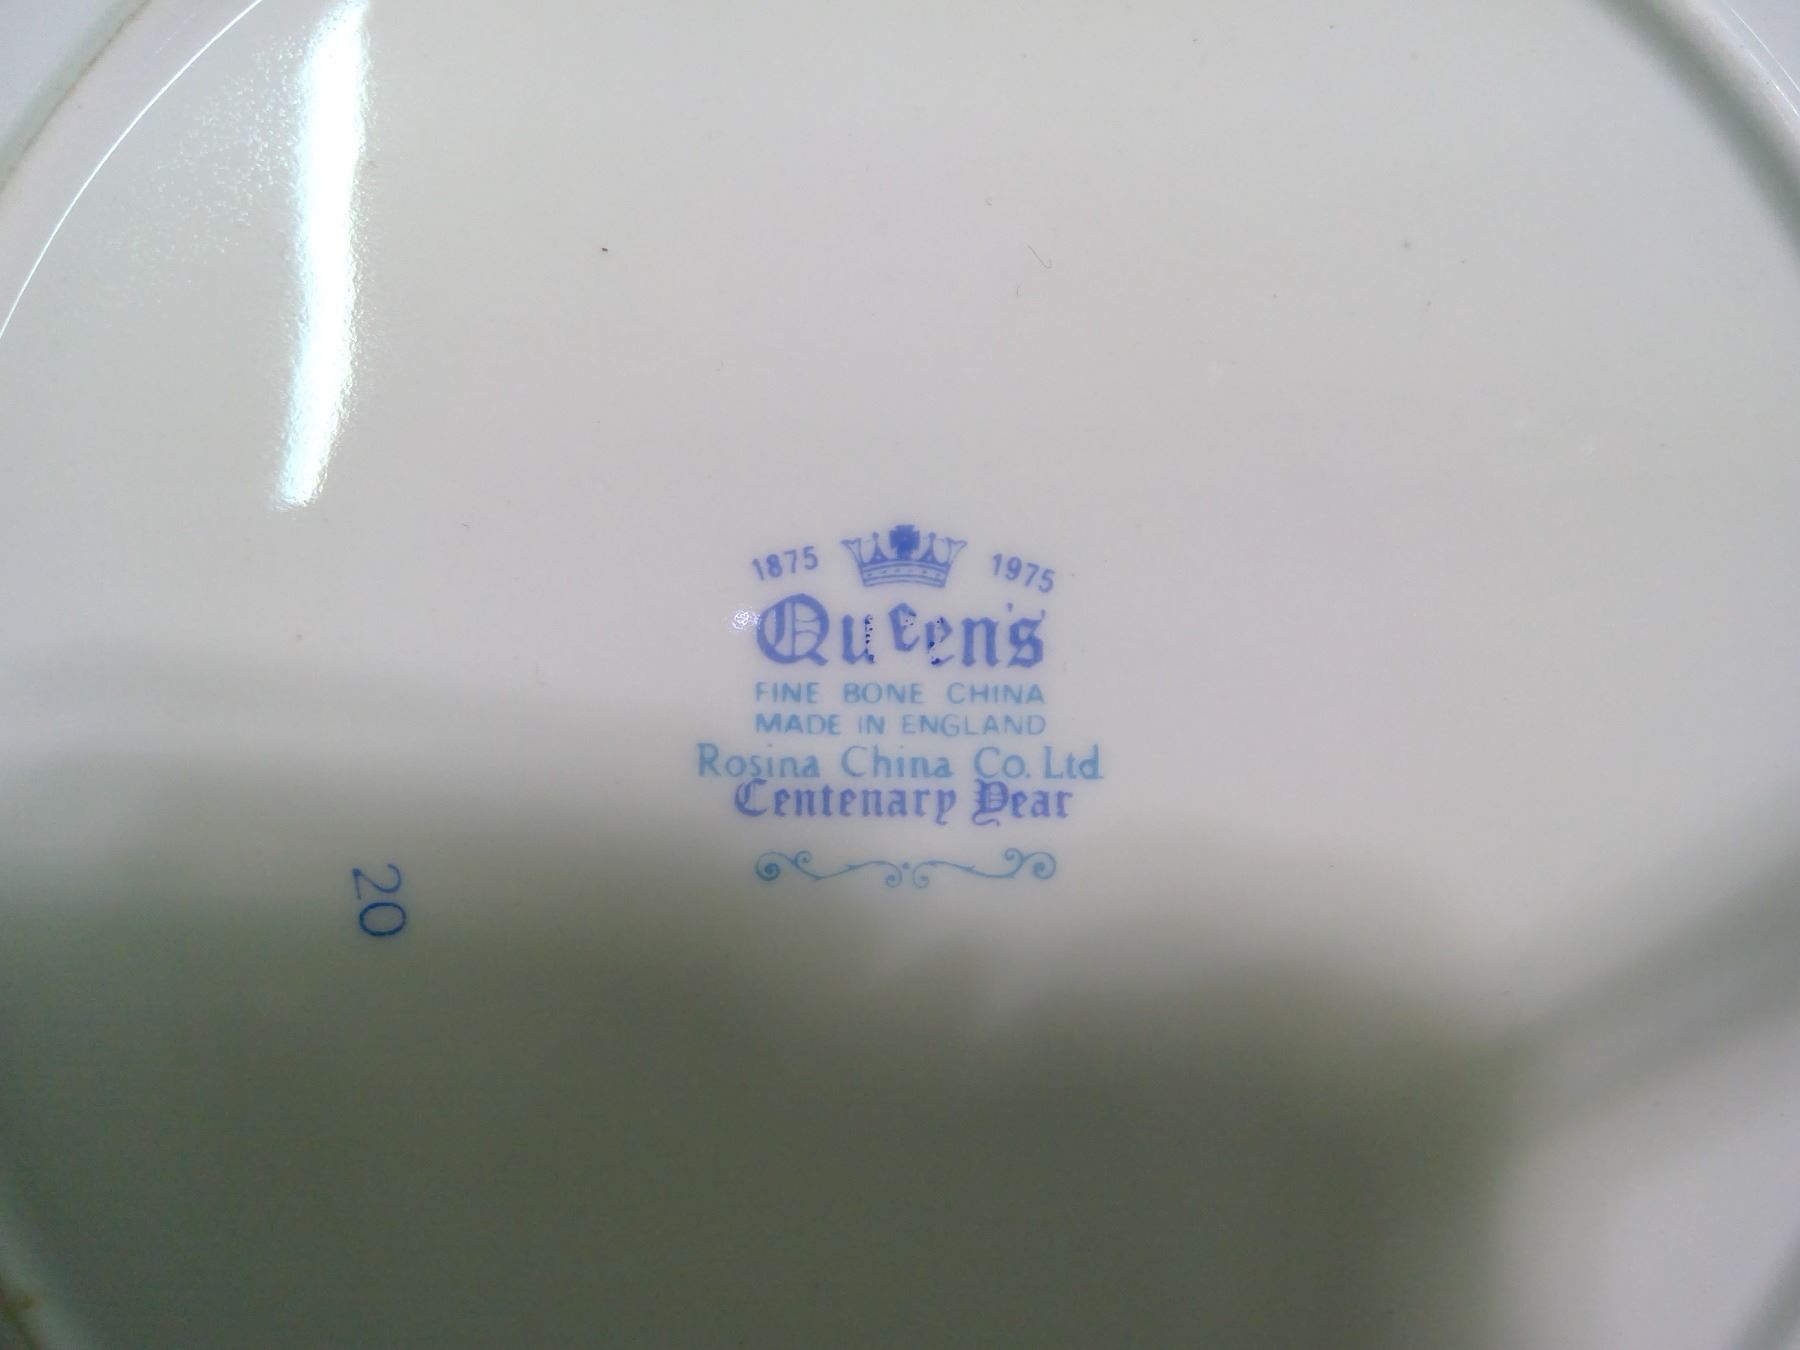 1875 1975
Queen's
FINE BONE CHINA
MADE IN ENGLAND
Rosina China Co. Ltd.
Centenary Year
20